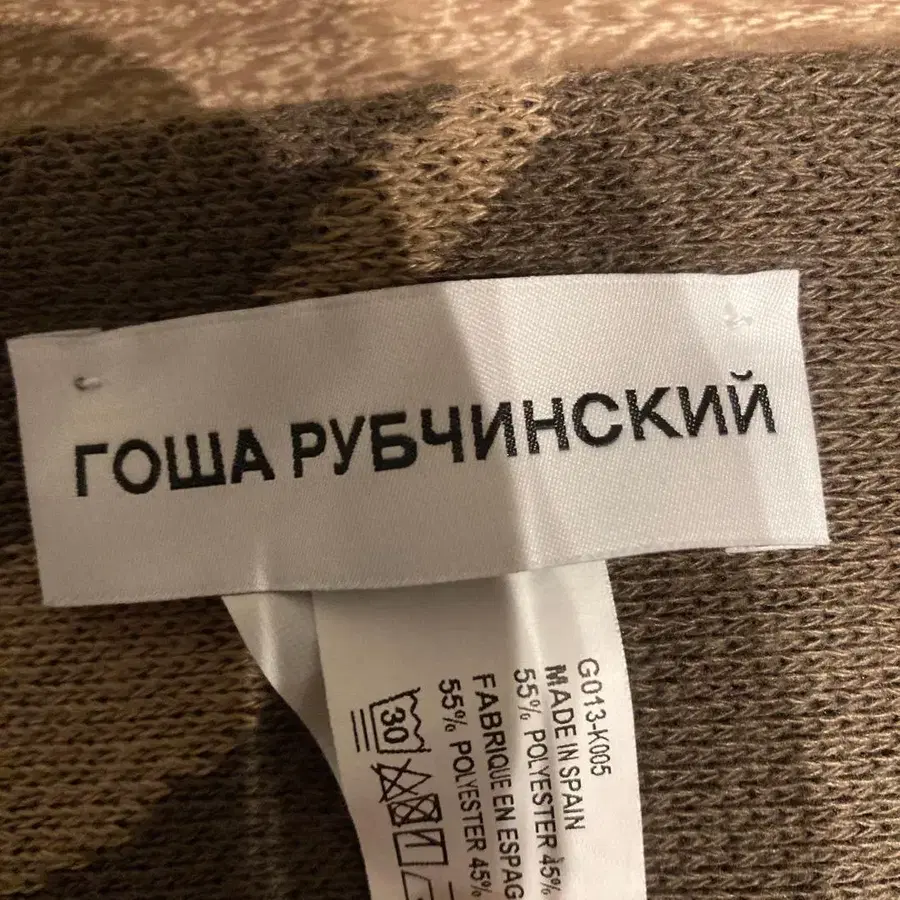 ГОША РУБЧИНСКИЙ
G013-K005
MADE IN SPAIN
55% POLYESTER 45%
FABRIQUE EN ESPAG
55% POLYESTER 45%
30